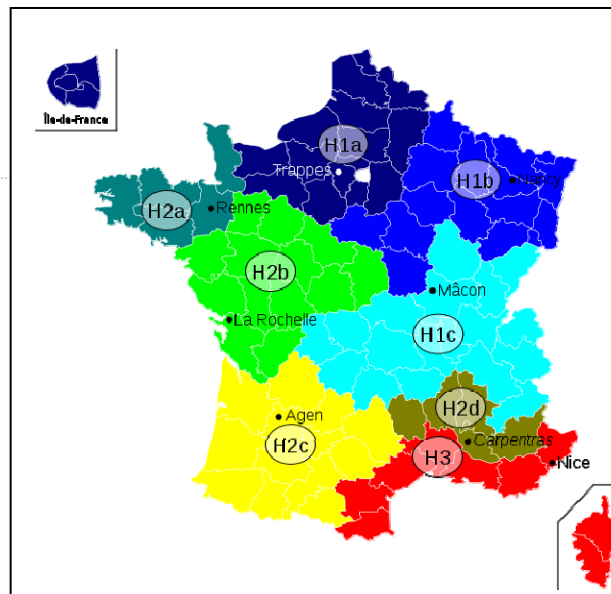 Île-de-France
H1a
Trappes
H1b
Nancy
H2a
Rennes
H2b
Mâcon
La Rochelle
H1c
H2d
Agen
Carpentras
H2c
H3
Nice